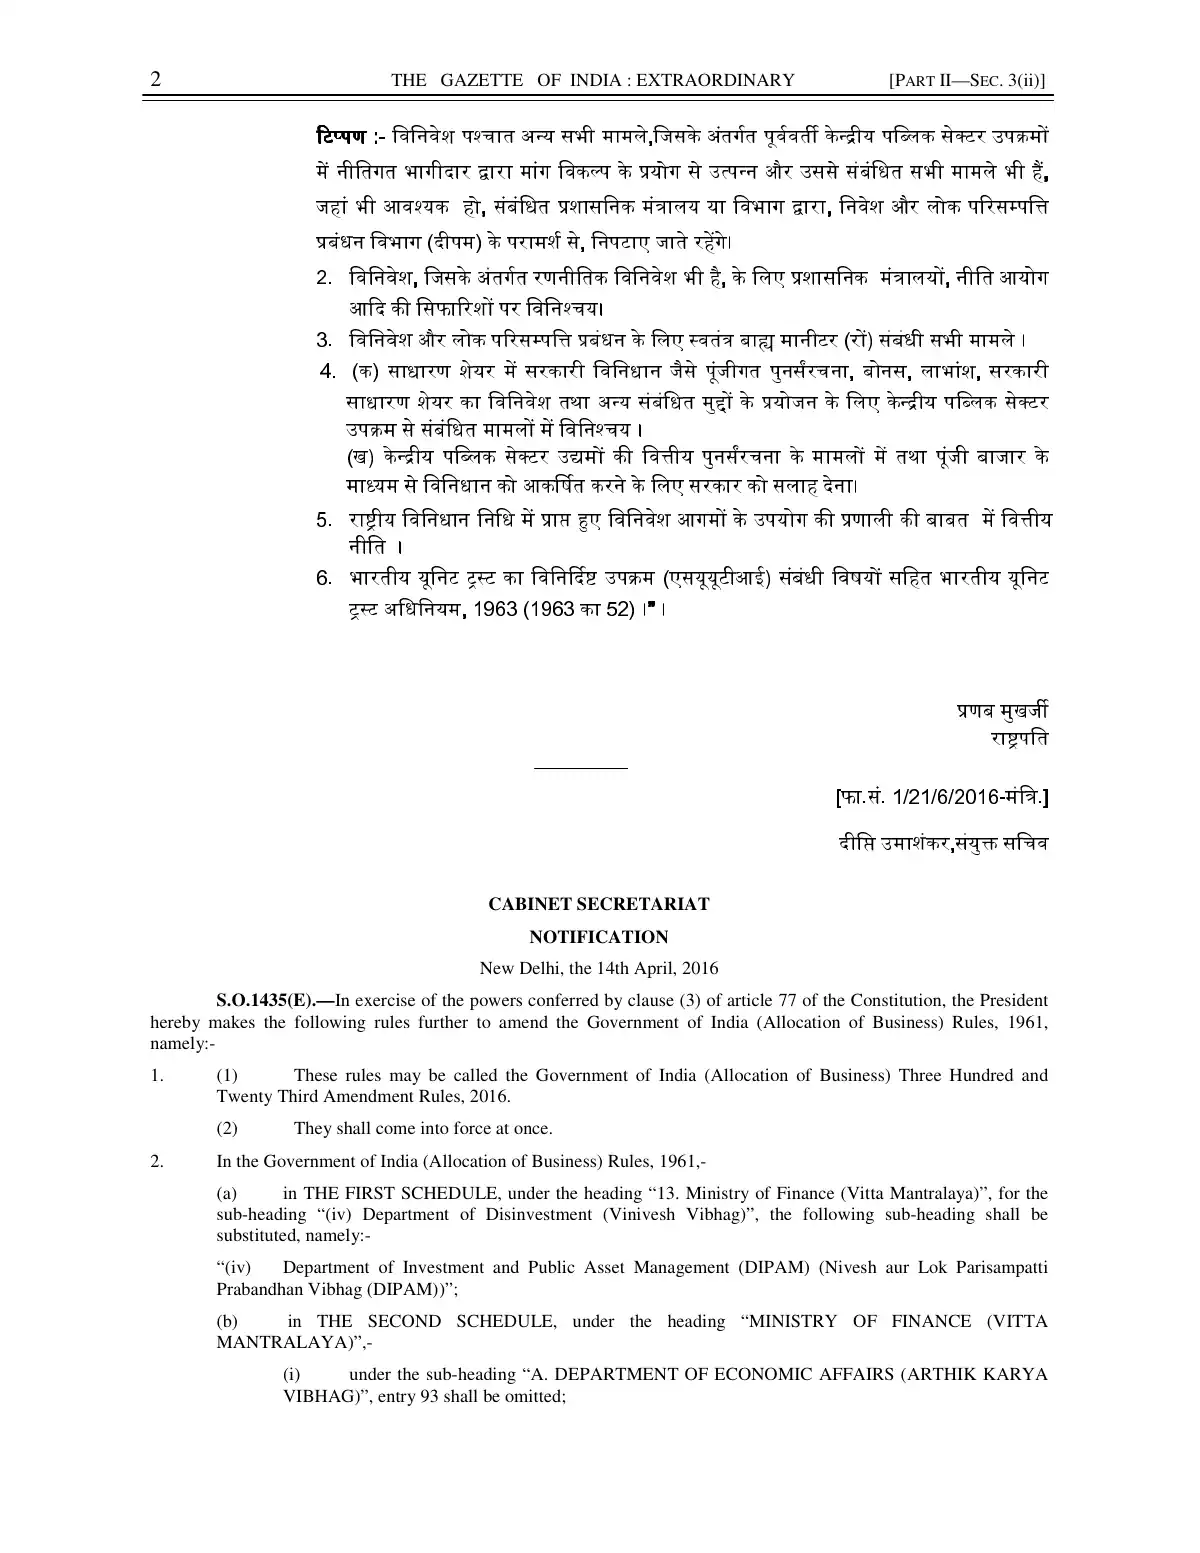 2 THE GAZETTE OF INDIA : EXTRAORDINARY [PART II—SEC. 3(ii)]
टिप्पण :- विनिवेश पश्चात अन्य सभी मामले,जिसके अंतर्गत पूर्ववर्ती केन्द्रीय पब्लिक सेक्टर उपक्रमों
में नीतिगत भागीदार द्वारा मांग विकल्प के प्रयोग से उत्पन्न और उससे संबंधित सभी मामले भी हैं,
जहां भी आवश्यक हो, संबंधित प्रशासनिक मंत्रालय या विभाग द्वारा, निवेश और लोक परिसम्पत्ति
प्रबंधन विभाग (दीपम) के परामर्श से, निपटाए जाते रहेंगे।
2. विनिवेश, जिसके अंतर्गत रणनीतिक विनिवेश भी है, के लिए प्रशासनिक मंत्रालयों, नीति आयोग
आदि की सिफारिशों पर विनिश्चय।
3. विनिवेश और लोक परिसम्पत्ति प्रबंधन के लिए स्वतंत्र बाह्य मानीटर (रों) संबंधी सभी मामले ।
4. (क) साधारण शेयर में सरकारी विनिधान जैसे पूंजीगत पुनर्संरचना, बोनस, लाभांश, सरकारी
साधारण शेयर का विनिवेश तथा अन्य संबंधित मुद्दों के प्रयोजन के लिए केन्द्रीय पब्लिक सेक्टर
उपक्रम से संबंधित मामलों में विनिश्चय ।
(ख) केन्द्रीय पब्लिक सेक्टर उद्यमों की वित्तीय पुनर्संरचना के मामलों में तथा पूंजी बाजार के
माध्यम से विनिधान को आकर्षित करने के लिए सरकार को सलाह देना।
5. राष्ट्रीय विनिधान निधि में प्राप्त हुए विनिवेश आगमों के उपयोग की प्रणाली की बाबत में वित्तीय
नीति ।
6. भारतीय यूनिट ट्रस्ट का विनिर्दिष्ट उपक्रम (एसयूयूटीआई) संबंधी विषयों सहित भारतीय यूनिट
ट्रस्ट अधिनियम, 1963 (1963 का 52) ।” ।
प्रणब मुखर्जी
राष्ट्रपति
[फा.सं. 1/21/6/2016-मंत्रि.]
दीप्ति उमाशंकर,संयुक्त सचिव
CABINET SECRETARIAT
NOTIFICATION
New Delhi, the 14th April, 2016
S.O.1435(E).—In exercise of the powers conferred by clause (3) of article 77 of the Constitution, the President
hereby makes the following rules further to amend the Government of India (Allocation of Business) Rules, 1961,
namely:-
1. (1) These rules may be called the Government of India (Allocation of Business) Three Hundred and
Twenty Third Amendment Rules, 2016.
(2) They shall come into force at once.
2. In the Government of India (Allocation of Business) Rules, 1961,-
(a) in THE FIRST SCHEDULE, under the heading “13. Ministry of Finance (Vitta Mantralaya)”, for the
sub-heading “(iv) Department of Disinvestment (Vinivesh Vibhag)”, the following sub-heading shall be
substituted, namely:-
“(iv) Department of Investment and Public Asset Management (DIPAM) (Nivesh aur Lok Parisampatti
Prabandhan Vibhag (DIPAM))”;
(b) in THE SECOND SCHEDULE, under the heading “MINISTRY OF FINANCE (VITTA
MANTRALAYA)”,-
(i) under the sub-heading “A. DEPARTMENT OF ECONOMIC AFFAIRS (ARTHIK KARYA
VIBHAG)”, entry 93 shall be omitted;